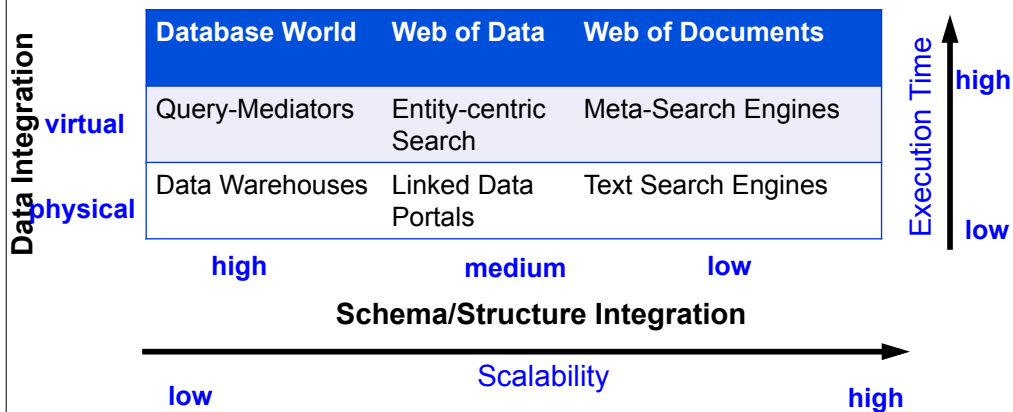 Database World Web of Data Web of Documents
Query-Mediators Entity-centric Meta-Search Engines
Search
Data Warehouses Linked Data Text Search Engines
Portals
Data Integration
virtual
physical
Execution Time
high
low
high medium low
Schema/Structure Integration
Scalability
low high